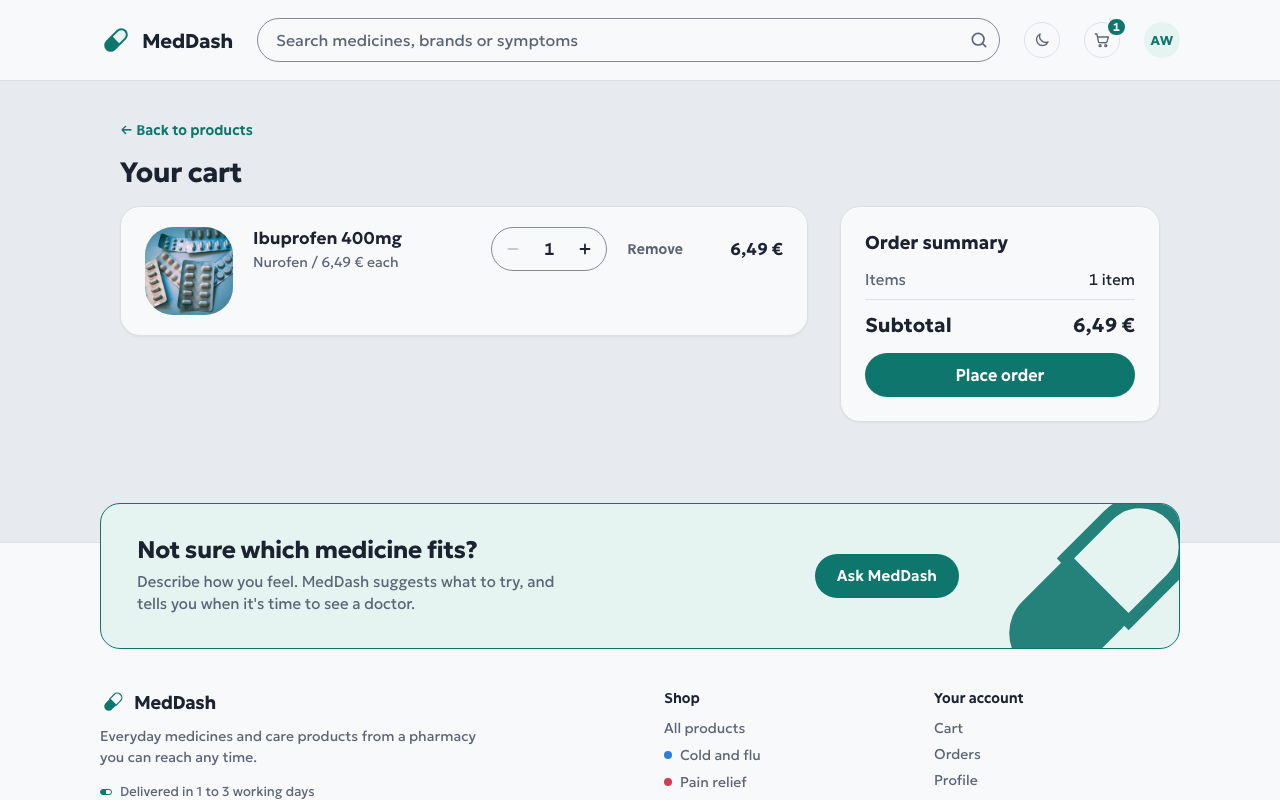 MedDash
Search medicines, brands or symptoms
1
AW
← Back to products
Your cart
Ibuprofen 400mg
Nurofen / 6,49 € each
− 1 +
Remove
6,49 €
Order summary
Items 1 item
Subtotal 6,49 €
Place order
Not sure which medicine fits?
Describe how you feel. MedDash suggests what to try, and
tells you when it's time to see a doctor.
Ask MedDash
MedDash
Everyday medicines and care products from a pharmacy
you can reach any time.
Delivered in 1 to 3 working days
Shop
All products
Cold and flu
Pain relief
Your account
Cart
Orders
Profile